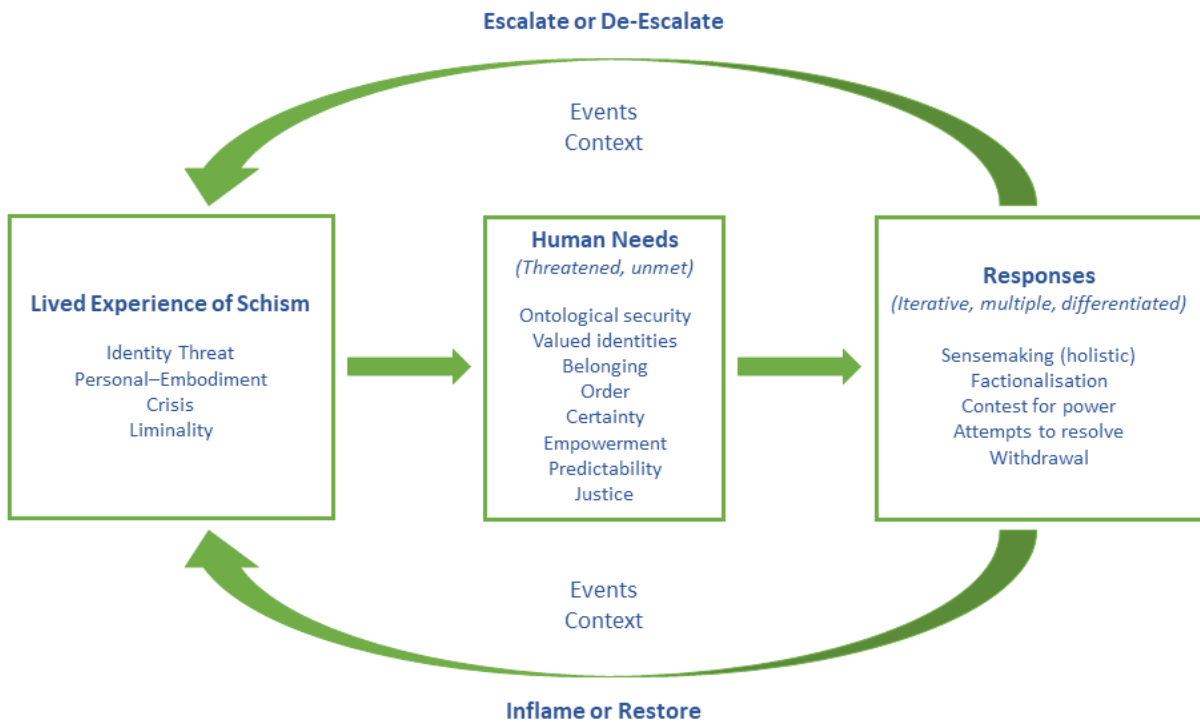 Escalate or De-Escalate
Events
Context
Lived Experience of Schism
Identity Threat
Personal–Embodiment
Crisis
Liminality
Human Needs
(Threatened, unmet)
Ontological security
Valued identities
Belonging
Order
Certainty
Empowerment
Predictability
Justice
Responses
(Iterative, multiple, differentiated)
Sensemaking (holistic)
Factionalisation
Contest for power
Attempts to resolve
Withdrawal
Events
Context
Inflame or Restore